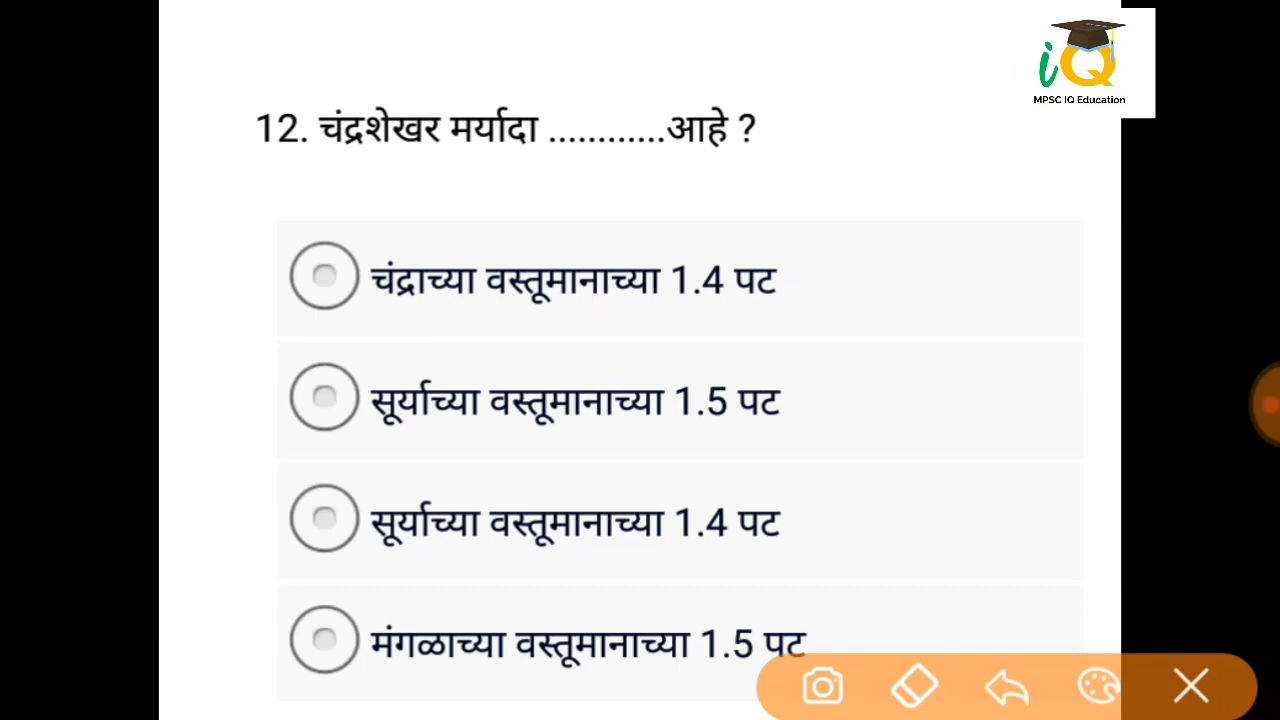 iQ
MPSC IQ Education
12. चंद्रशेखर मर्यादा ............आहे ?
चंद्राच्या वस्तूमानाच्या 1.4 पट
सूर्याच्या वस्तूमानाच्या 1.5 पट
सूर्याच्या वस्तूमानाच्या 1.4 पट
मंगळाच्या वस्तूमानाच्या 1.5 पट